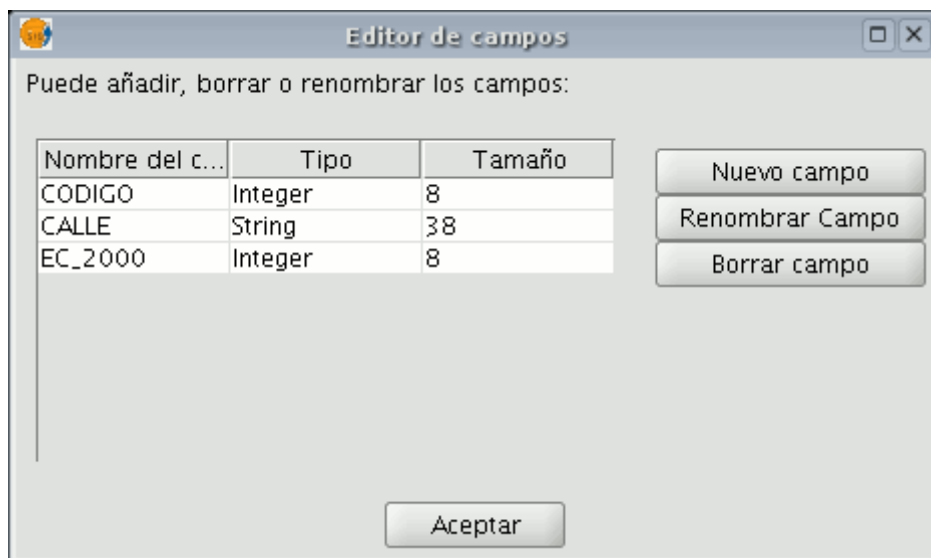 Editor de campos
Puede añadir, borrar o renombrar los campos:
Nombre del c... Tipo Tamaño
CODIGO Integer 8
CALLE String 38
EC_2000 Integer 8
Nuevo campo
Renombrar Campo
Borrar campo
Aceptar